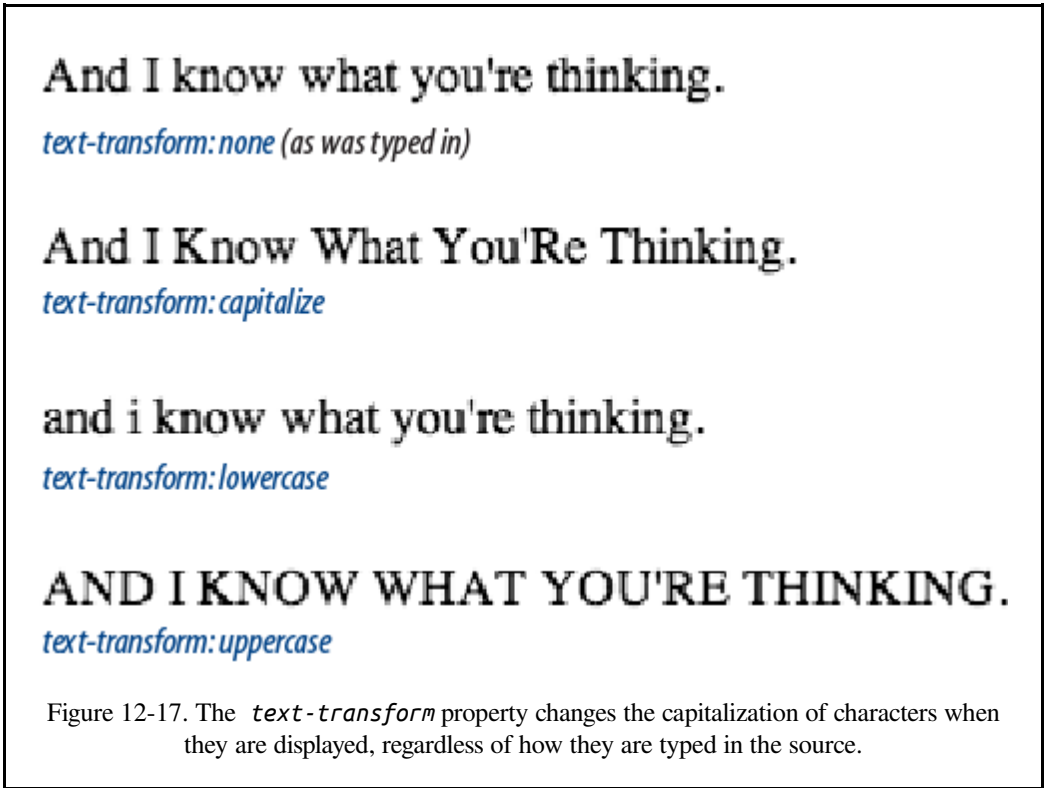 And I know what you're thinking.
text-transform: none (as was typed in)
And I Know What You'Re Thinking.
text-transform: capitalize
and i know what you're thinking.
text-transform: lowercase
AND I KNOW WHAT YOU'RE THINKING.
text-transform: uppercase
Figure 12-17. The text-transform property changes the capitalization of characters when
they are displayed, regardless of how they are typed in the source.